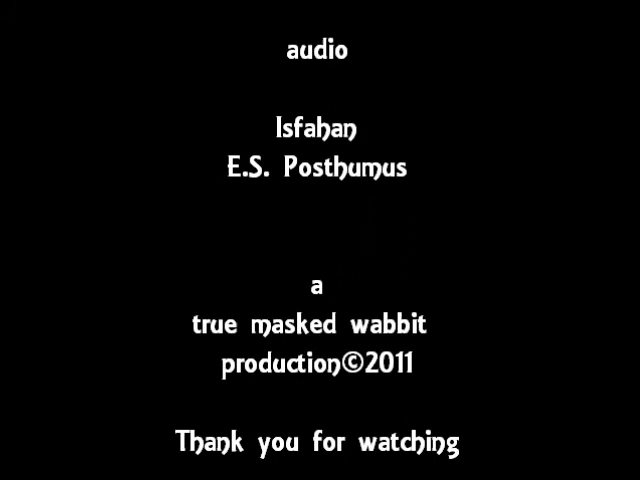 audio
Isfahan
E.S. Posthumus
a
true masked wabbit
production©2011
Thank you for watching